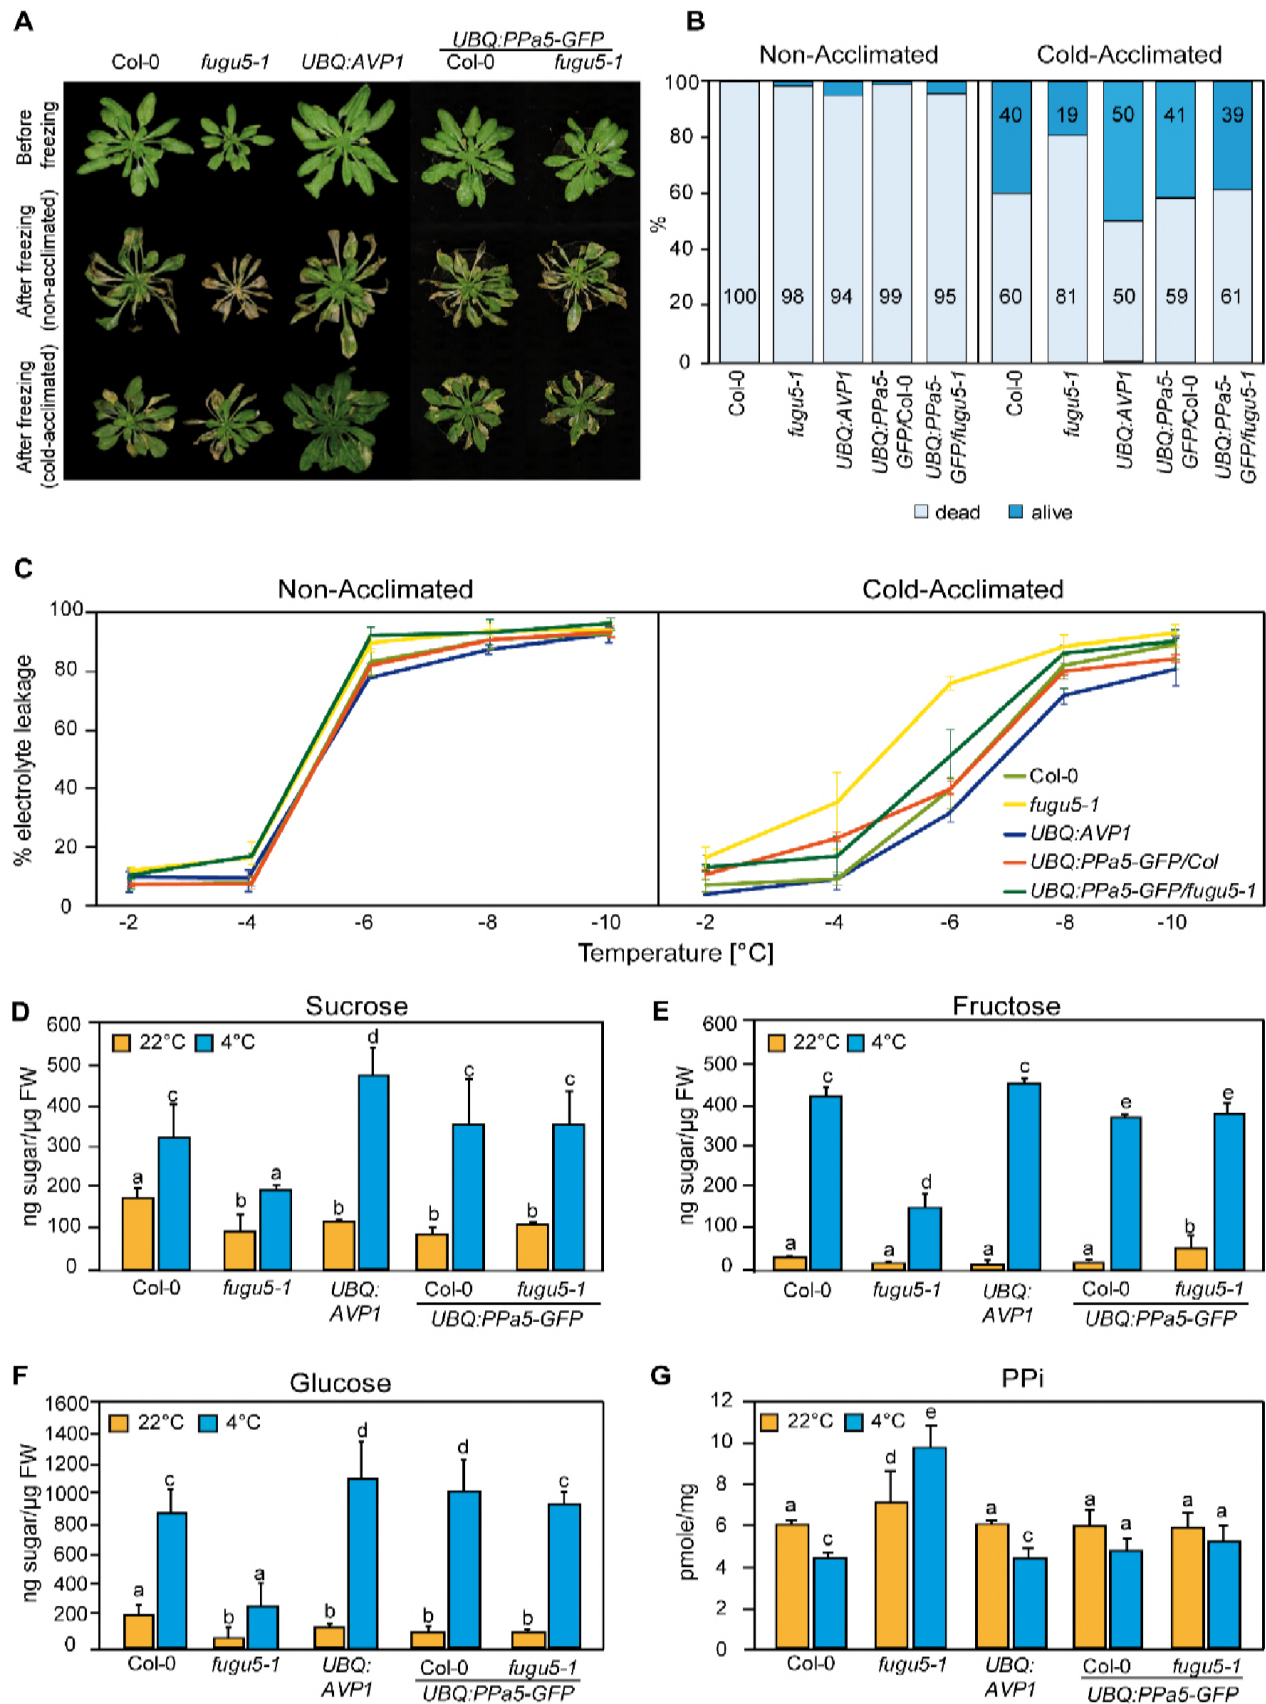 A
UBQ:PPa5-GFP
Col-0 fugu5-1 UBQ:AVP1 Col-0 fugu5-1
Before
freezing
After freezing
(non-acclimated)
After freezing
(cold-acclimated)
B
Non-Acclimated Cold-Acclimated
100
80
60
40
20
0
%
40 19 50 41 39
100 98 94 99 95 60 81 50 59 61
Col-0
fugu5-1
UBQ:AVP1
UBQ:PPa5-
GFP/Col-0
UBQ:PPa5-
GFP/fugu5-1
Col-0
fugu5-1
UBQ:AVP1
UBQ:PPa5-
GFP/Col-0
UBQ:PPa5-
GFP/fugu5-1
dead alive
C
Non-Acclimated Cold-Acclimated
% electrolyte leakage
100
80
60
40
20
0
Col-0
fugu5-1
UBQ:AVP1
UBQ:PPa5-GFP/Col
UBQ:PPa5-GFP/fugu5-1
-2 -4 -6 -8 -10 -2 -4 -6 -8 -10
Temperature [°C]
D
Sucrose
ng sugar/µg FW
600
500
400
300
200
100
0
22°C 4°C
a c b a b d b c b c
Col-0 fugu5-1 UBQ: Col-0 fugu5-1
AVP1 UBQ:PPa5-GFP
E
Fructose
ng sugar/µg FW
600
500
400
300
200
100
0
22°C 4°C
a c a d a c a e b e
Col-0 fugu5-1 UBQ: Col-0 fugu5-1
AVP1 UBQ:PPa5-GFP
F
Glucose
ng sugar/µg FW
1600
1400
1200
1000
800
600
400
200
0
22°C 4°C
a c b a b d b d b c
Col-0 fugu5-1 UBQ: Col-0 fugu5-1
AVP1 UBQ:PPa5-GFP
G
PPi
pmole/mg
12
10
8
6
4
2
0
22°C 4°C
a c d e a c a a a a
Col-0 fugu5-1 UBQ: Col-0 fugu5-1
AVP1 UBQ:PPa5-GFP